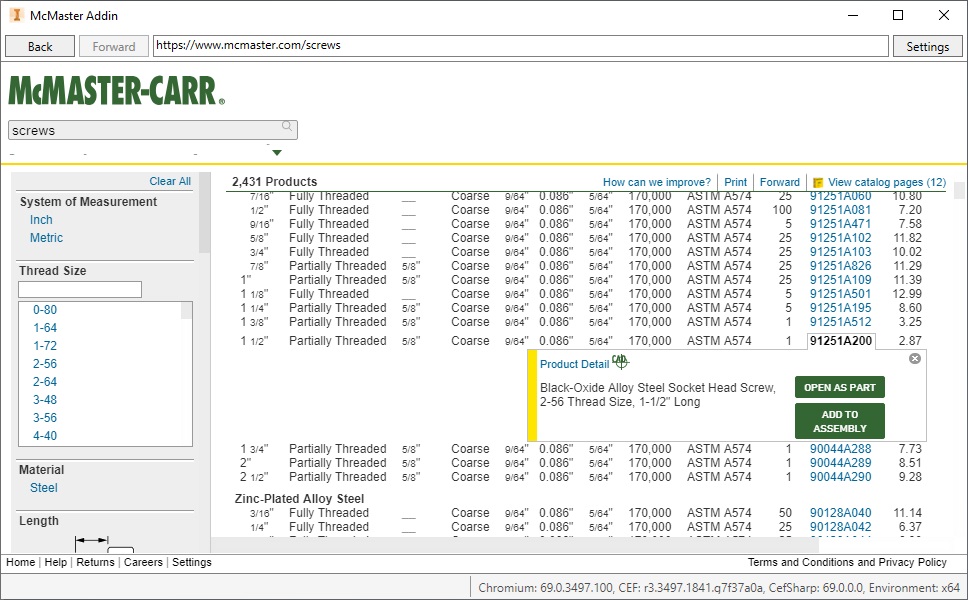 McMaster Addin
Back Forward https://www.mcmaster.com/screws Settings
McMASTER-CARR®
screws
Clear All
System of Measurement
Inch
Metric
Thread Size
0-80
1-64
1-72
2-56
2-64
3-48
3-56
4-40
Material
Steel
Length
2,431 Products How can we improve? Print Forward View catalog pages (12)
7/16" Fully Threaded __ Coarse 9/64" 0.086" 5/64" 170,000 ASTM A574 25 91251A060 10.80
1/2" Fully Threaded __ Coarse 9/64" 0.086" 5/64" 170,000 ASTM A574 100 91251A081 7.20
9/16" Fully Threaded __ Coarse 9/64" 0.086" 5/64" 170,000 ASTM A574 5 91251A471 7.58
5/8" Fully Threaded __ Coarse 9/64" 0.086" 5/64" 170,000 ASTM A574 25 91251A102 11.82
3/4" Fully Threaded __ Coarse 9/64" 0.086" 5/64" 170,000 ASTM A574 25 91251A103 10.02
7/8" Partially Threaded 5/8" Coarse 9/64" 0.086" 5/64" 170,000 ASTM A574 25 91251A826 11.29
1" Partially Threaded 5/8" Coarse 9/64" 0.086" 5/64" 170,000 ASTM A574 25 91251A109 11.39
1 1/8" Fully Threaded __ Coarse 9/64" 0.086" 5/64" 170,000 ASTM A574 5 91251A501 12.99
1 1/4" Partially Threaded 5/8" Coarse 9/64" 0.086" 5/64" 170,000 ASTM A574 5 91251A195 8.60
1 3/8" Partially Threaded 5/8" Coarse 9/64" 0.086" 5/64" 170,000 ASTM A574 1 91251A512 3.25
1 1/2" Partially Threaded 5/8" Coarse 9/64" 0.086" 5/64" 170,000 ASTM A574 1 91251A200 2.87
Product Detail CAD
Black-Oxide Alloy Steel Socket Head Screw,
2-56 Thread Size, 1-1/2" Long
OPEN AS PART
ADD TO
ASSEMBLY
1 3/4" Partially Threaded 5/8" Coarse 9/64" 0.086" 5/64" 170,000 ASTM A574 1 90044A288 7.73
2" Partially Threaded 5/8" Coarse 9/64" 0.086" 5/64" 170,000 ASTM A574 1 90044A289 8.51
2 1/2" Partially Threaded 5/8" Coarse 9/64" 0.086" 5/64" 170,000 ASTM A574 1 90044A290 9.28
Zinc-Plated Alloy Steel
3/16" Fully Threaded __ Coarse 9/64" 0.086" 5/64" 170,000 ASTM A574 50 90128A040 11.14
1/4" Fully Threaded __ Coarse 9/64" 0.086" 5/64" 170,000 ASTM A574 25 90128A042 6.37
Home | Help | Returns | Careers | Settings Terms and Conditions and Privacy Policy
Chromium: 69.0.3497.100, CEF: r3.3497.1841.g7f37a0a, CefSharp: 69.0.0.0, Environment: x64